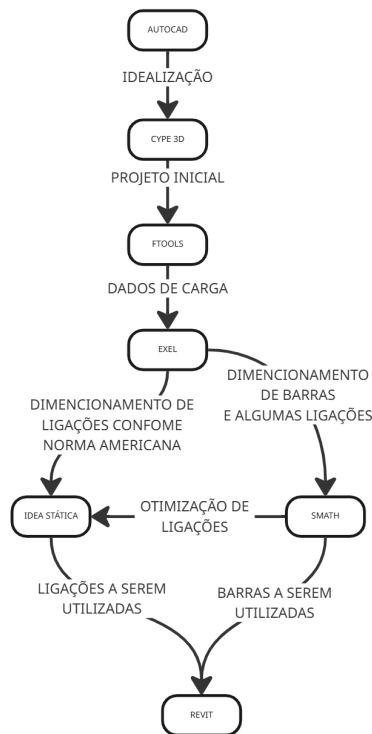 AUTOCAD
IDEALIZAÇÃO
CYPE 3D
PROJETO INICIAL
FTOOLS
DADOS DE CARGA
EXEL
DIMENCIONAMENTO
DE BARRAS
E ALGUMAS LIGAÇÕES
DIMENCIONAMENTO DE
LIGAÇÕES CONFOME
NORMA AMERICANA
IDEA STÁTICA
OTIMIZAÇÃO DE
LIGAÇÕES
SMATH
LIGAÇÕES A SEREM
UTILIZADAS
BARRAS A SEREM
UTILIZADAS
REVIT